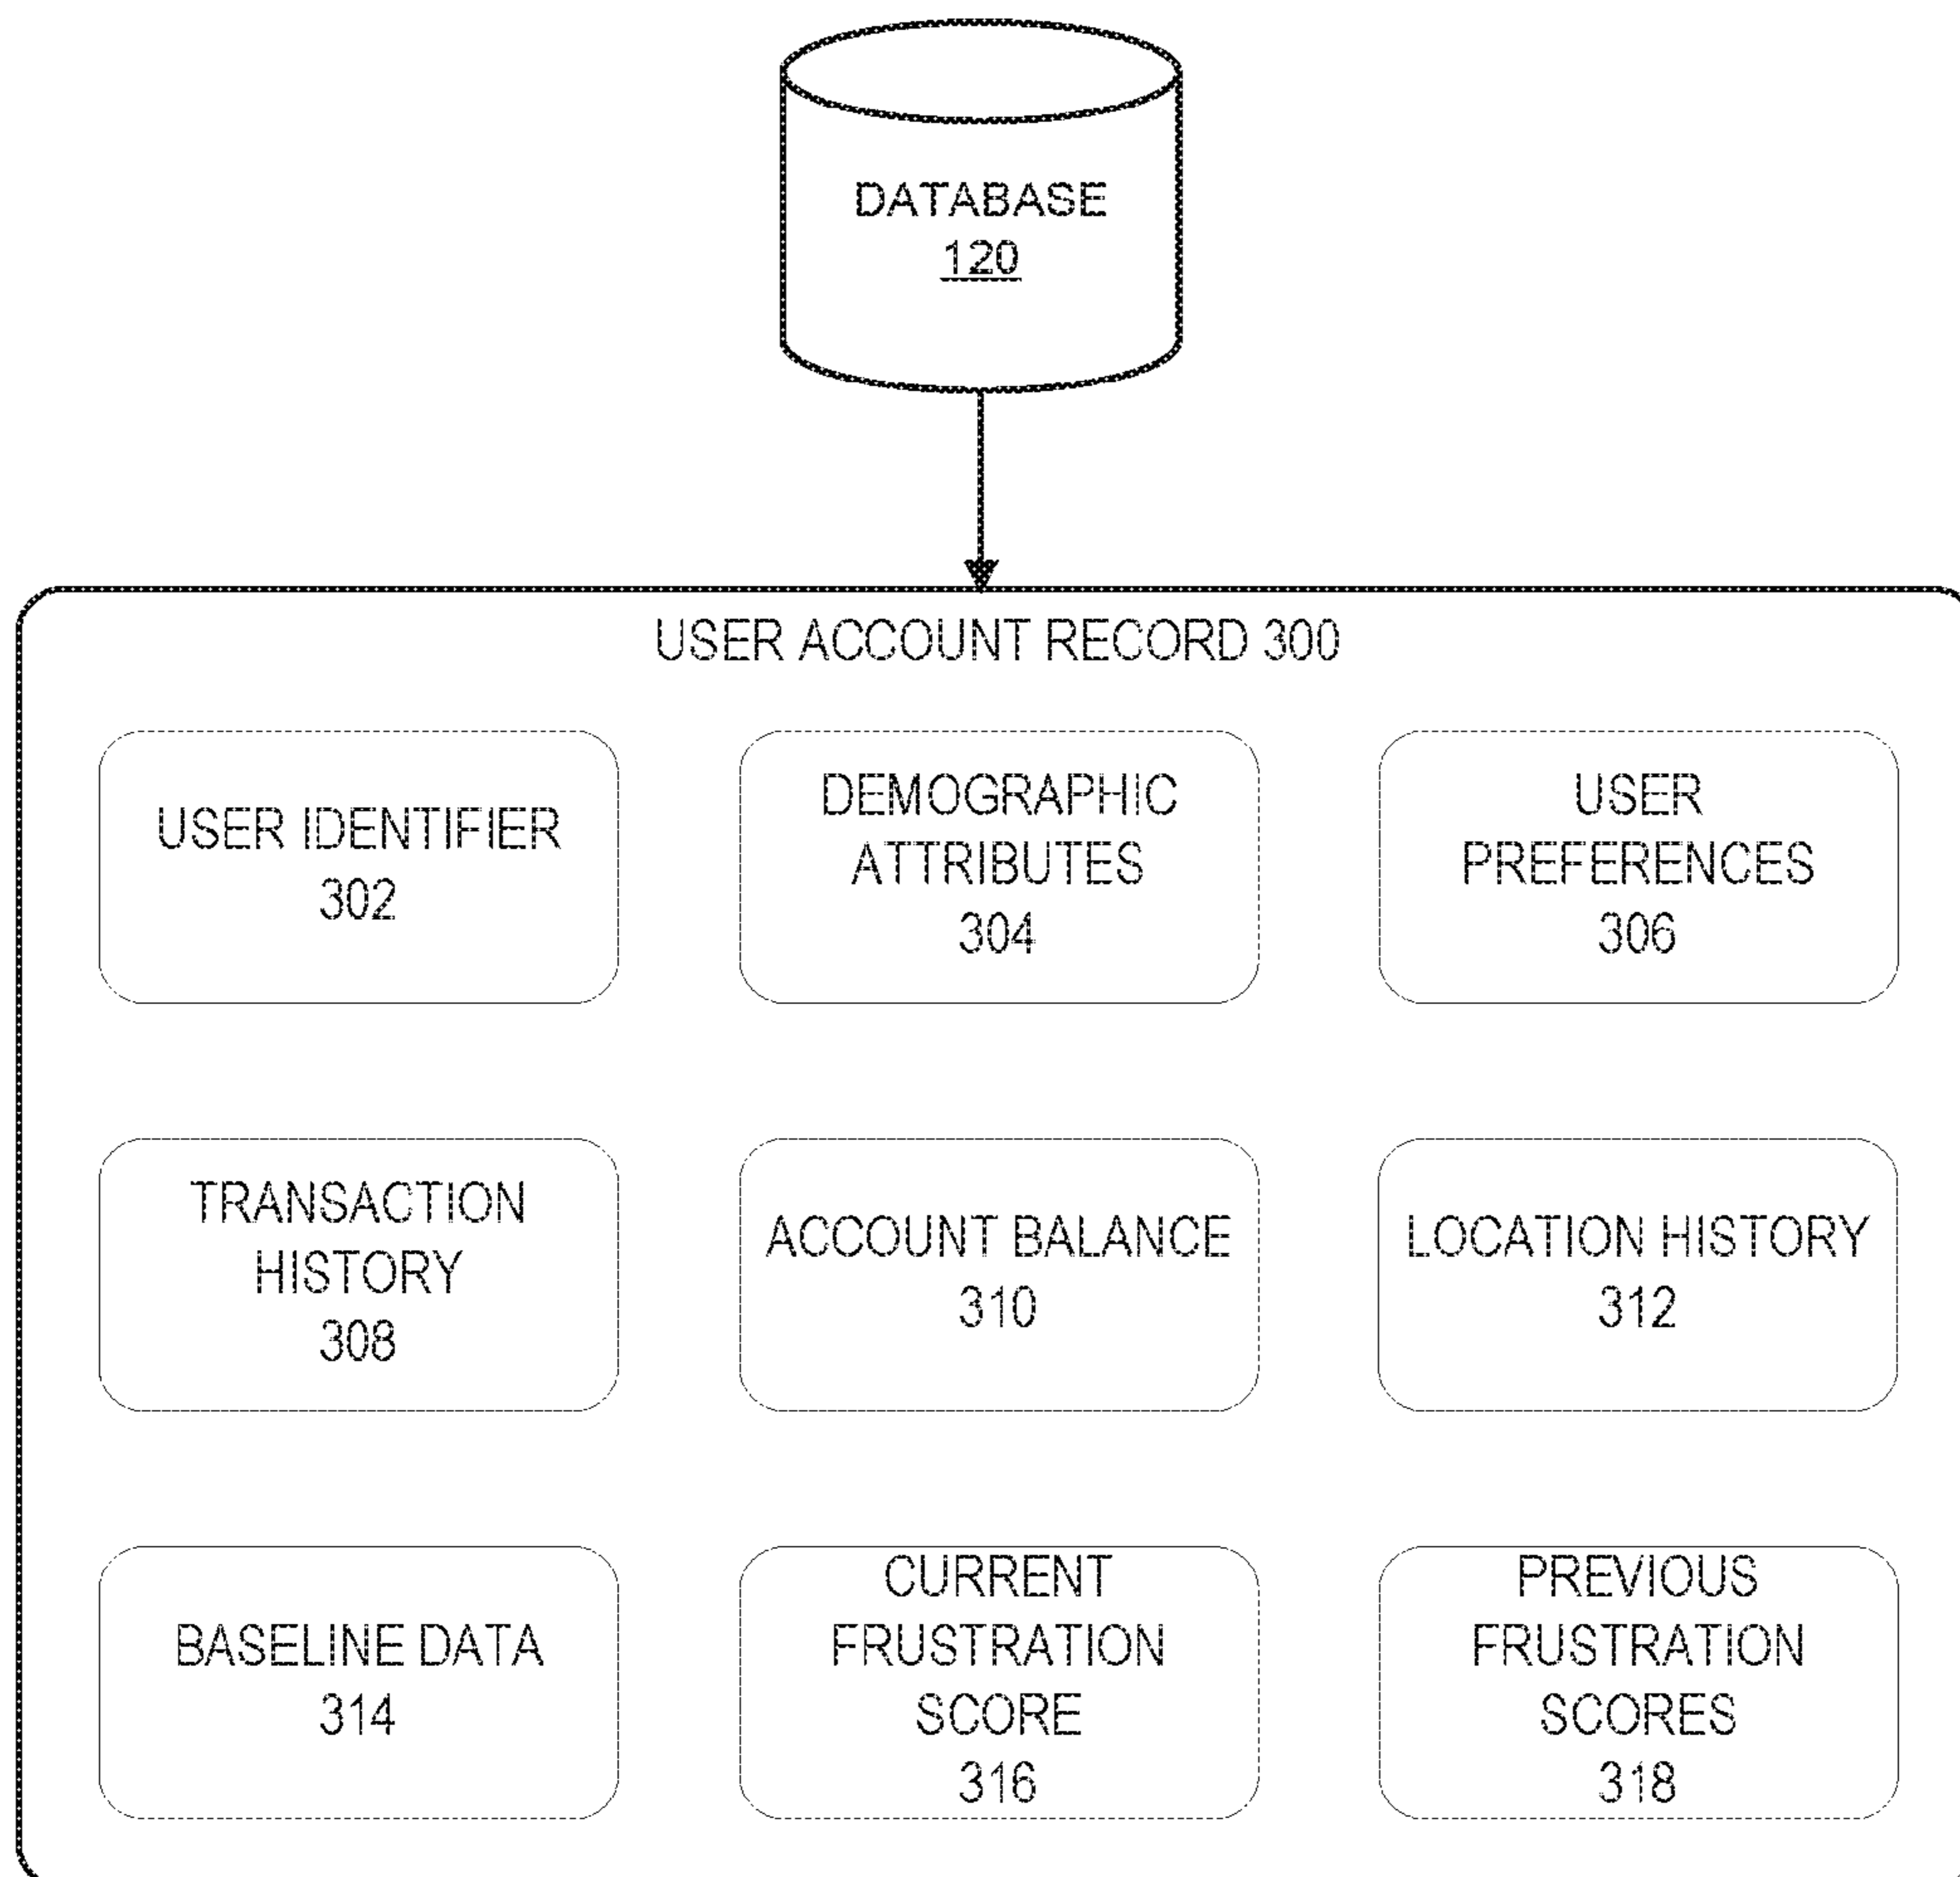 DATABASE
120
USER ACCOUNT RECORD 300
USER IDENTIFIER
302
DEMOGRAPHIC
ATTRIBUTES
304
USER
PREFERENCES
306
TRANSACTION
HISTORY
308
ACCOUNT BALANCE
310
LOCATION HISTORY
312
BASELINE DATA
314
CURRENT
FRUSTRATION
SCORE
316
PREVIOUS
FRUSTRATION
SCORES
318